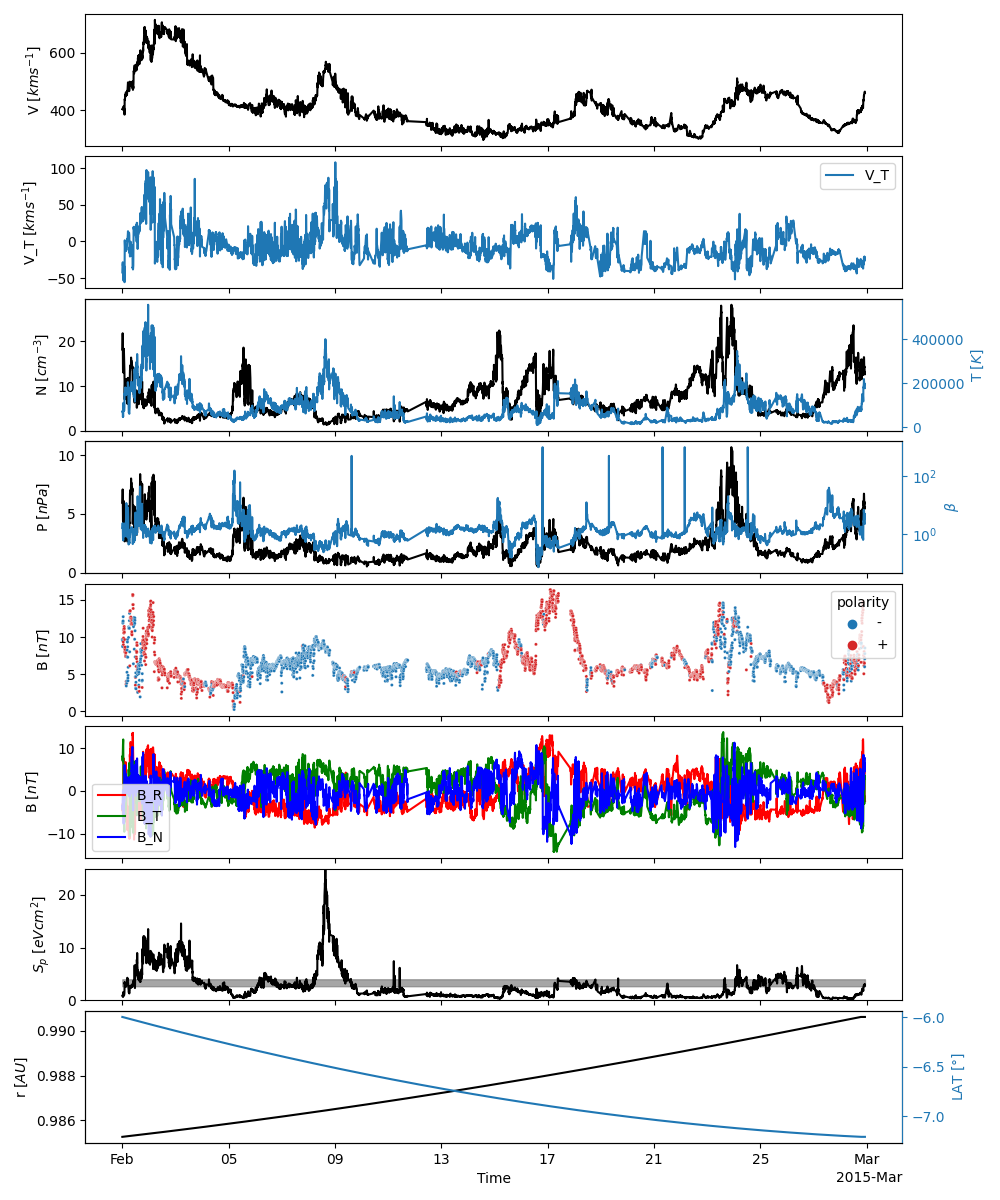 V [kms⁻¹]
600
400
V_T [kms⁻¹]
100
50
0
−50
V_T
N [cm⁻³]
20
10
0
400000
200000
0
T [K]
P [nPa]
10
5
0
10²
10⁰
β
B [nT]
15
10
5
0
polarity
-
+
B [nT]
10
0
−10
B_R
B_T
B_N
S_p [eVcm²]
20
10
0
r [AU]
0.990
0.988
0.986
−6.0
−6.5
−7.0
LAT [°]
Feb 05 09 13 17 21 25 Mar
Time
2015-Mar